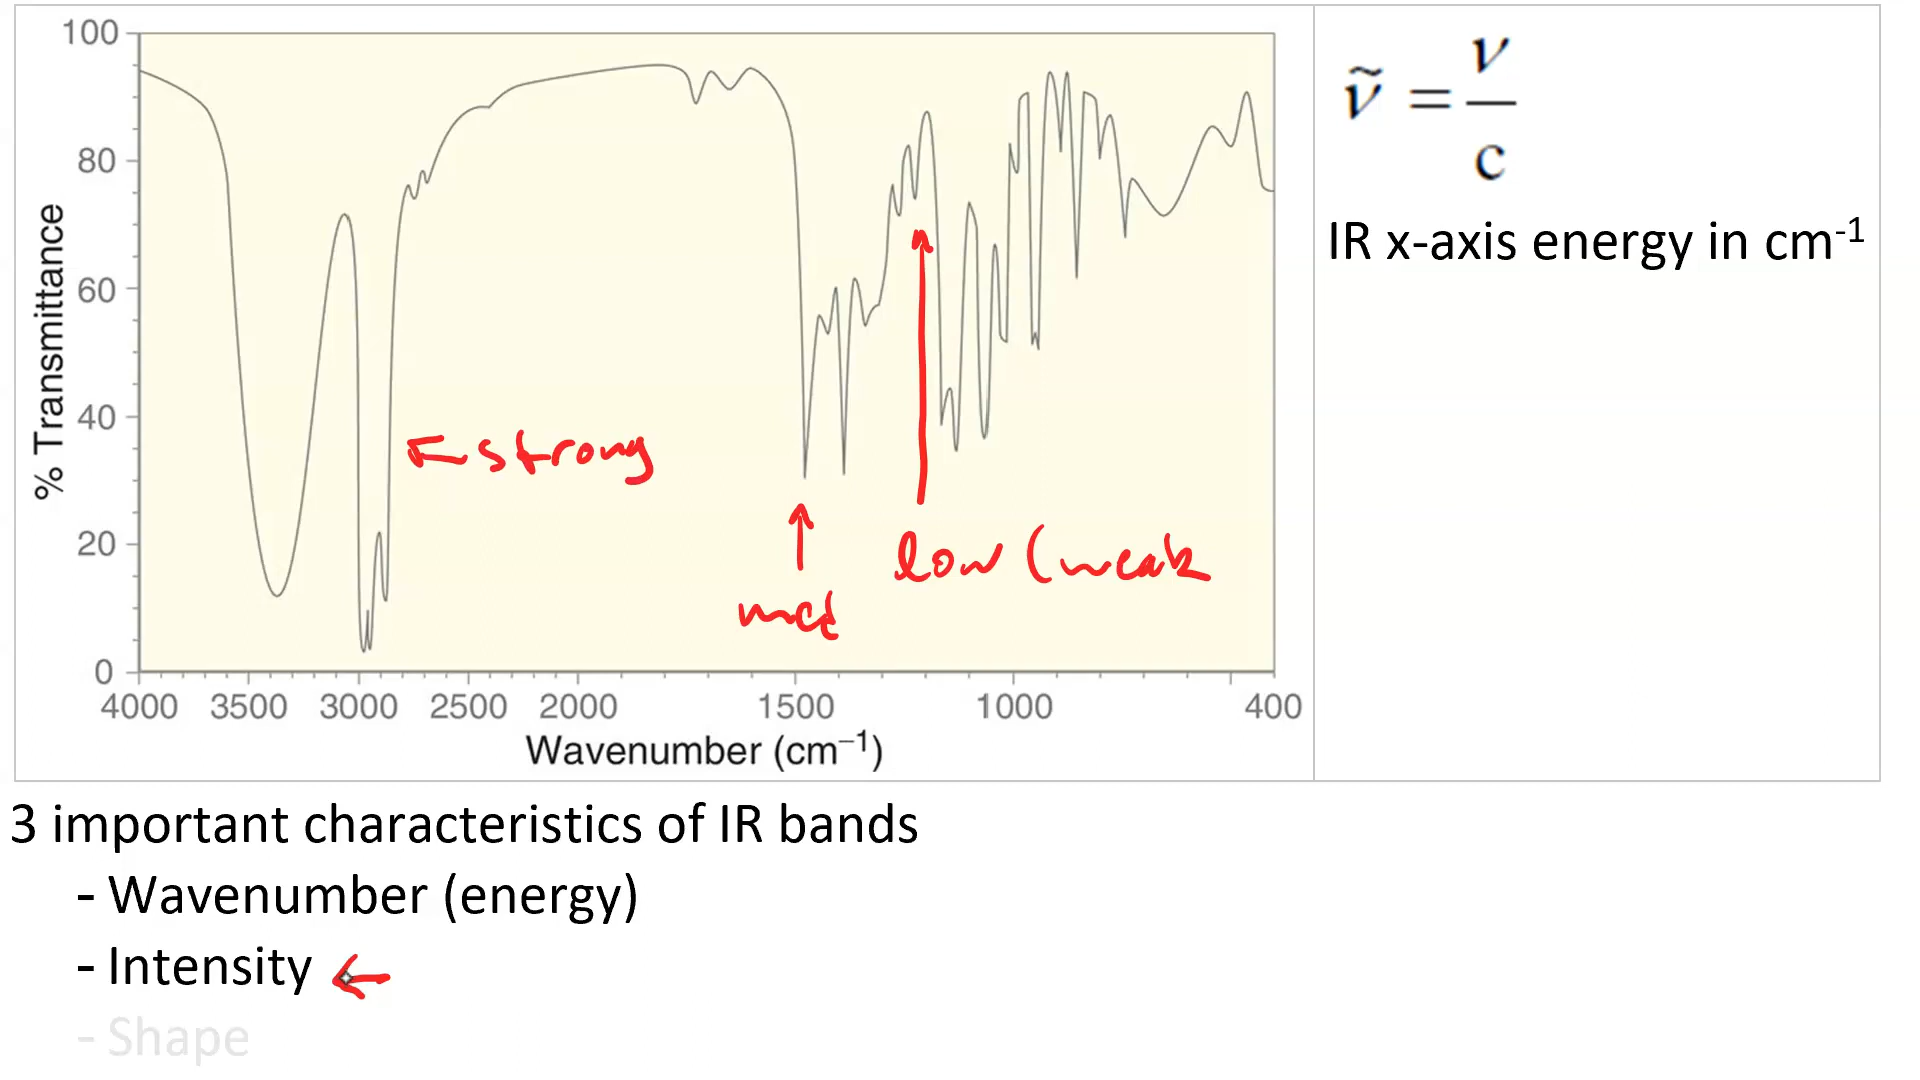 100
80
60
40
20
0
% Transmittance
4000 3500 3000 2500 2000 1500 1000 400
Wavenumber (cm⁻¹)
strong
med
low (weak
ν̃ = ν / c
IR x-axis energy in cm⁻¹
3 important characteristics of IR bands
- Wavenumber (energy)
- Intensity
- Shape